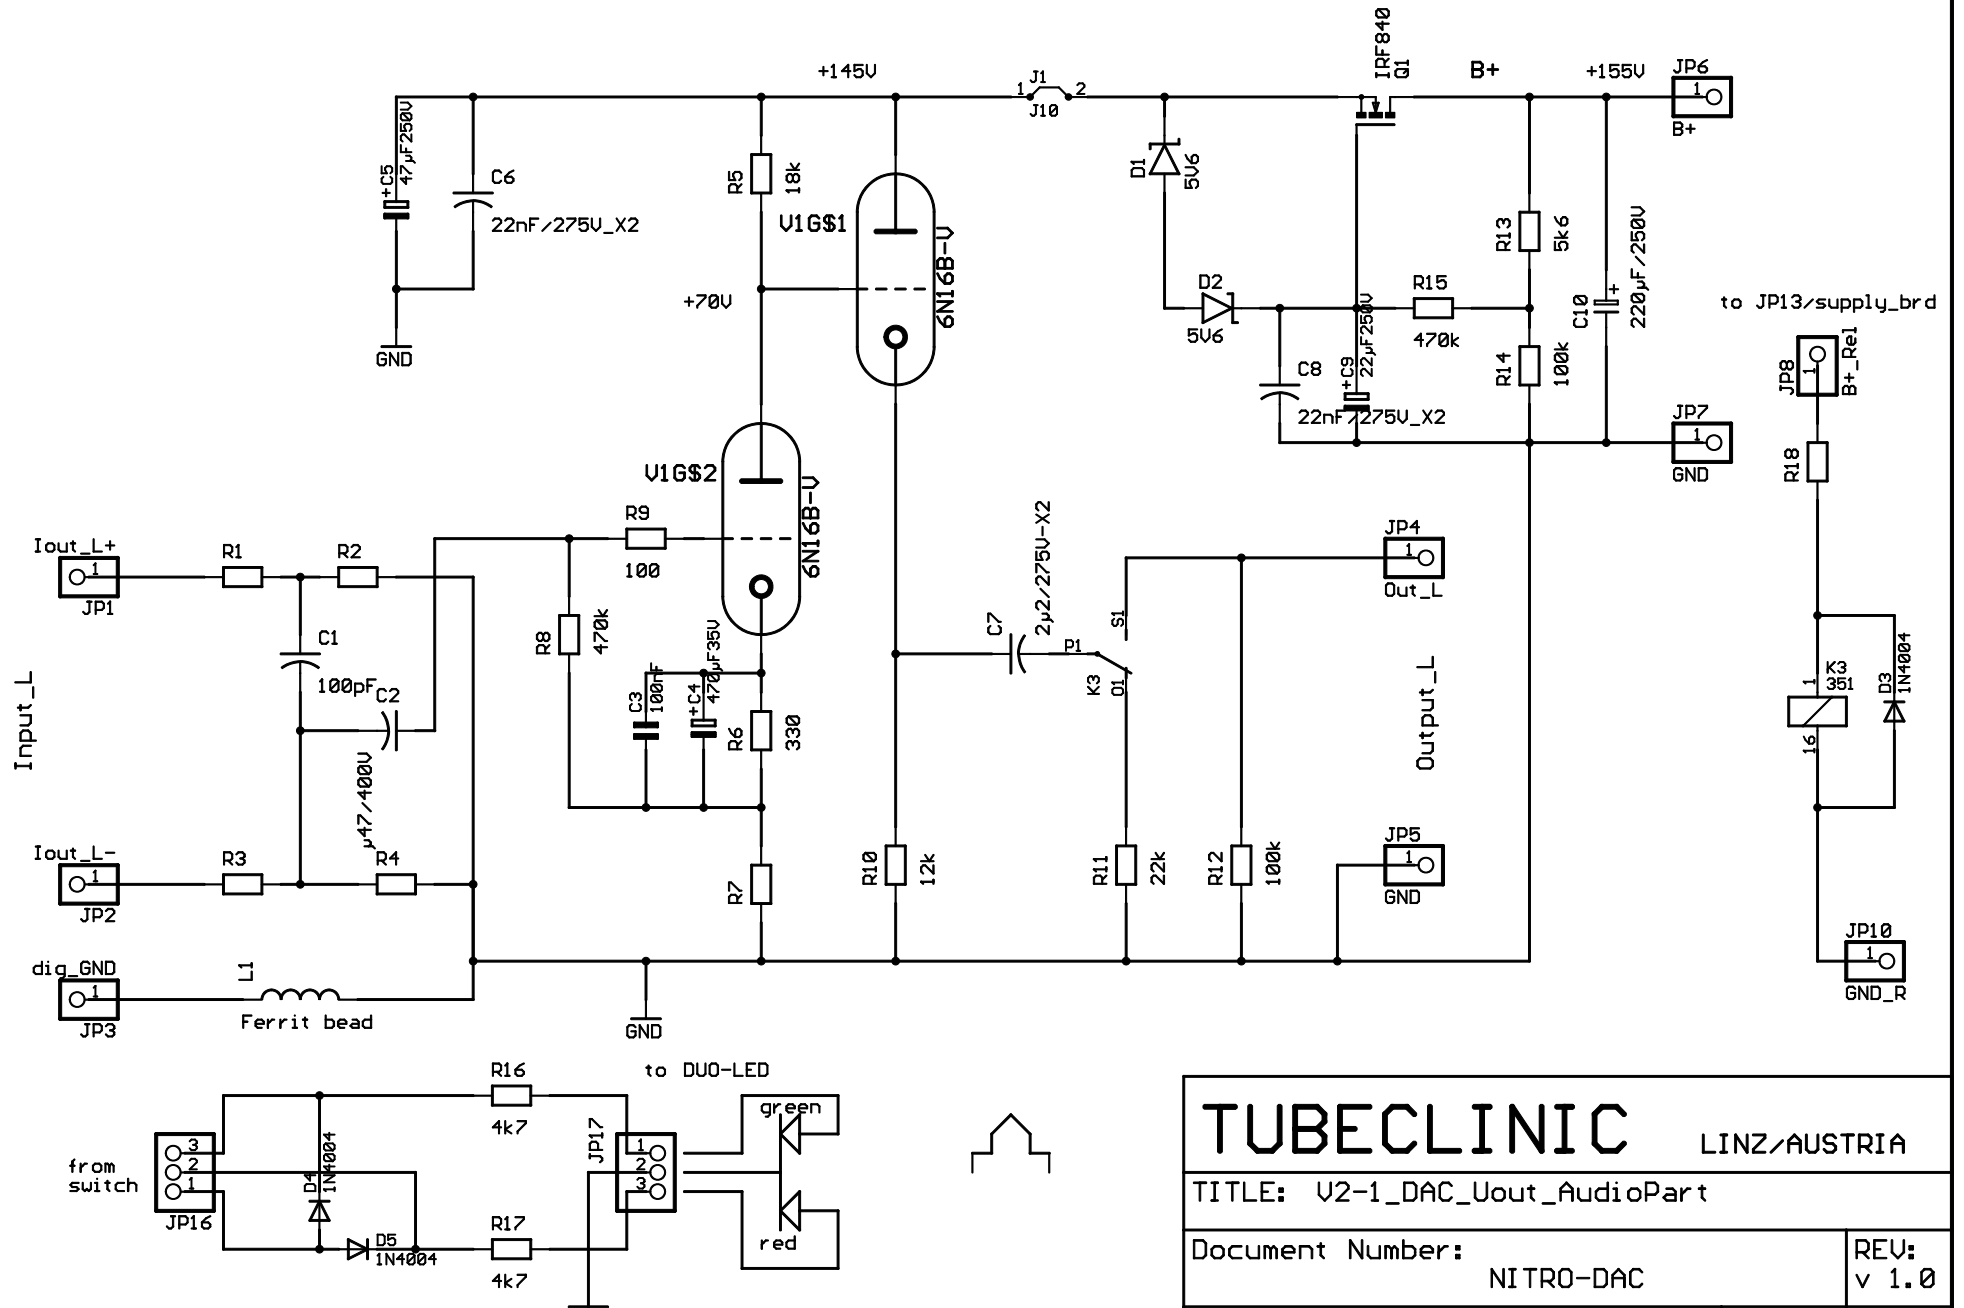 +145V
J1
1
2
J10
IRF840
Q1
B+
+155V
JP6
1
B+
+C5
47µF250V
C6
22nF/275V_X2
GND
R5
18k
V1G$1
6N16B-V
+70V
D1
5V6
D2
5V6
R13
5k6
R15
470k
C10
+
220µF/250V
R14
100k
C8
22nF/275V_X2
+C9
22µF250V
JP7
1
GND
to JP13/supply_brd
JP8
1
B+_Rel
R18
V1G$2
6N16B-V
R9
100
Iout_L+
1
JP1
R1
R2
R8
470k
C1
100pF
C2
µ47/400V
C3
100nF
+C4
470µF35V
R6
330
Input_L
C7
2µ2/275V-X2
P1
S1
K3
O1
JP4
1
Out_L
Output_L
K3
351
1
16
D3
1N4004
Iout_L-
1
JP2
R3
R4
R7
R10
12k
R11
22k
R12
100k
JP5
1
GND
JP10
1
GND_R
dig_GND
1
JP3
L1
Ferrit bead
GND
from
switch
3
2
1
JP16
D4
1N4004
D5
1N4004
R16
4k7
R17
4k7
to DUO-LED
JP17
1
2
3
green
red
TUBECLINIC LINZ/AUSTRIA
TITLE: V2-1_DAC_Uout_AudioPart
Document Number:
NITRO-DAC
REV:
v 1.0